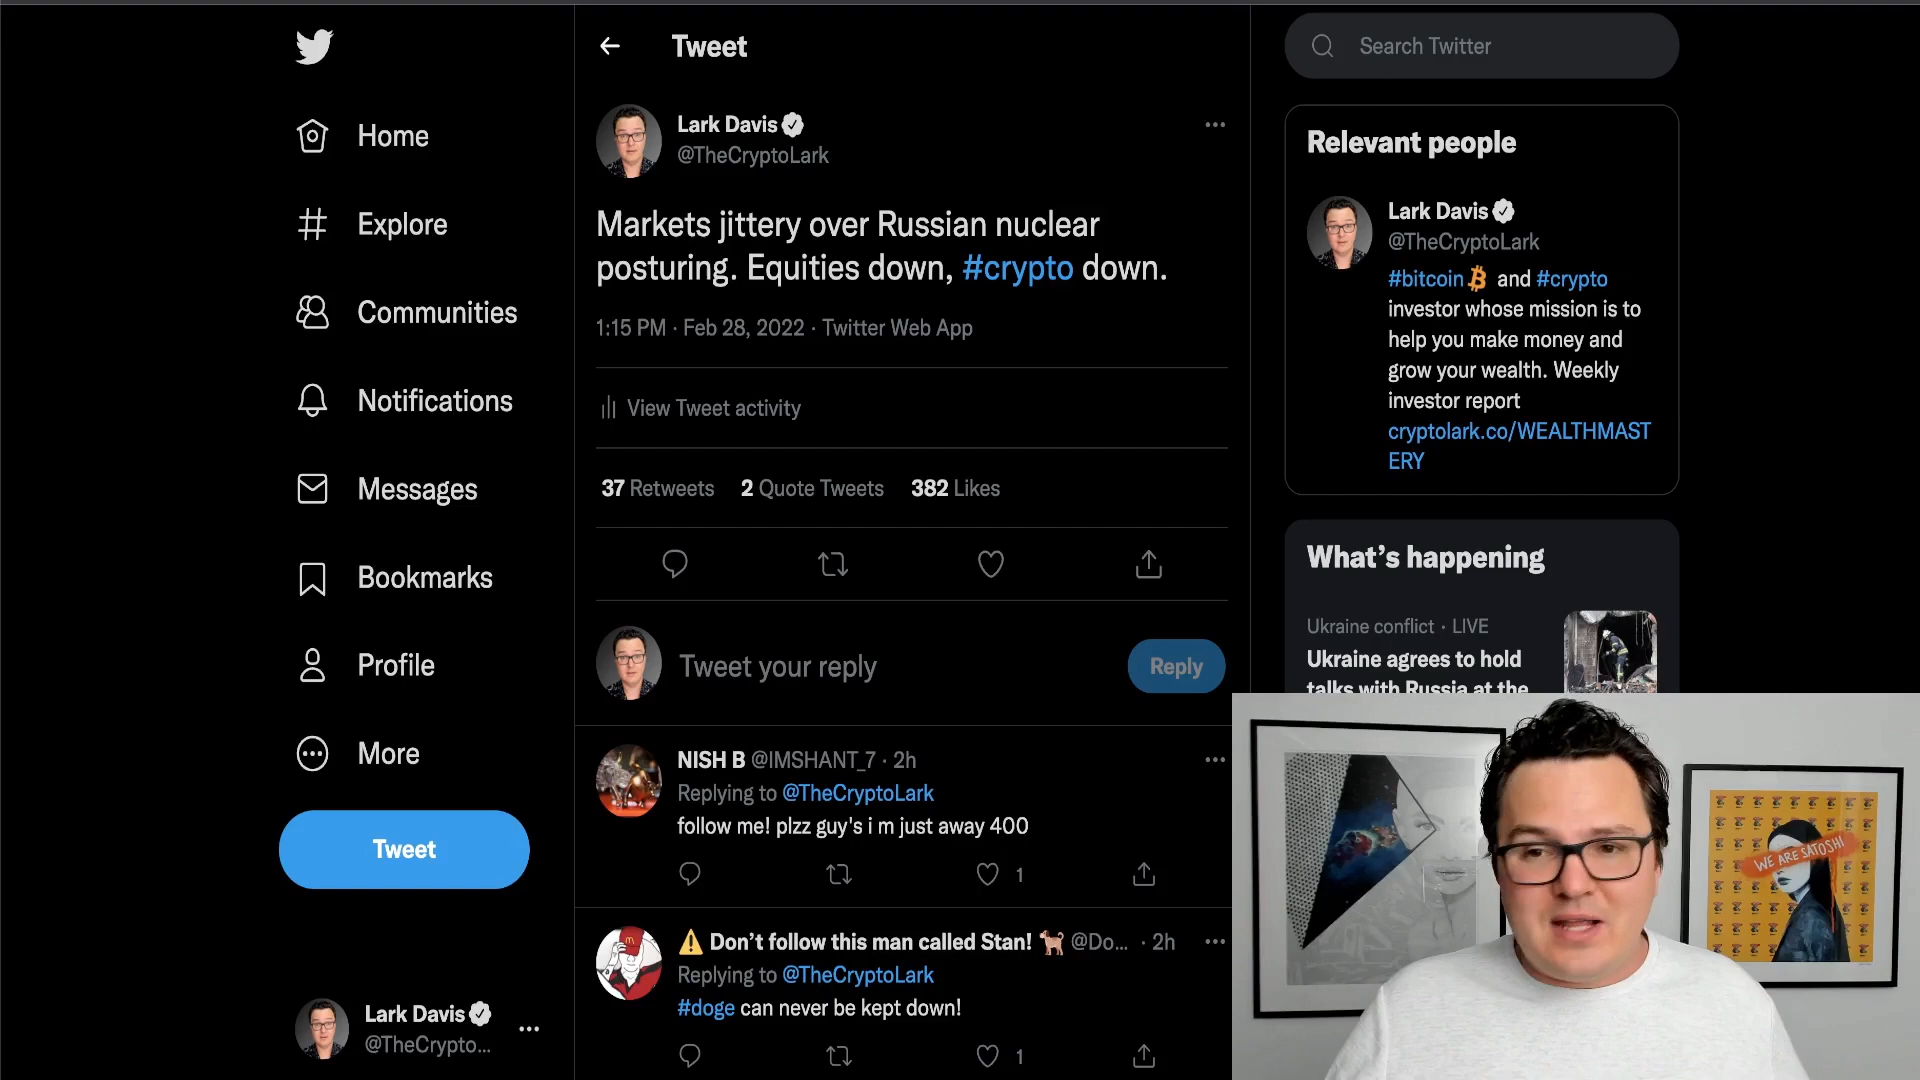 Home
Explore
Communities
Notifications
Messages
Bookmarks
Profile
More
Tweet
Lark Davis
@TheCrypto...
Tweet
Lark Davis
@TheCryptoLark
Markets jittery over Russian nuclear
posturing. Equities down, #crypto down.
1:15 PM · Feb 28, 2022 · Twitter Web App
View Tweet activity
37 Retweets 2 Quote Tweets 382 Likes
Tweet your reply
Reply
NISH B @IMSHANT_7 · 2h
Replying to @TheCryptoLark
follow me! plzz guy's i m just away 400
1
⚠️ Don't follow this man called Stan! 🐕 @Do... · 2h
Replying to @TheCryptoLark
#doge can never be kept down!
1
Search Twitter
Relevant people
Lark Davis
@TheCryptoLark
#bitcoin and #crypto
investor whose mission is to
help you make money and
grow your wealth. Weekly
investor report
cryptolark.co/WEALTHMAST
ERY
What's happening
Ukraine conflict · LIVE
Ukraine agrees to hold
talks with Russia at the
WE ARE SATOSHI